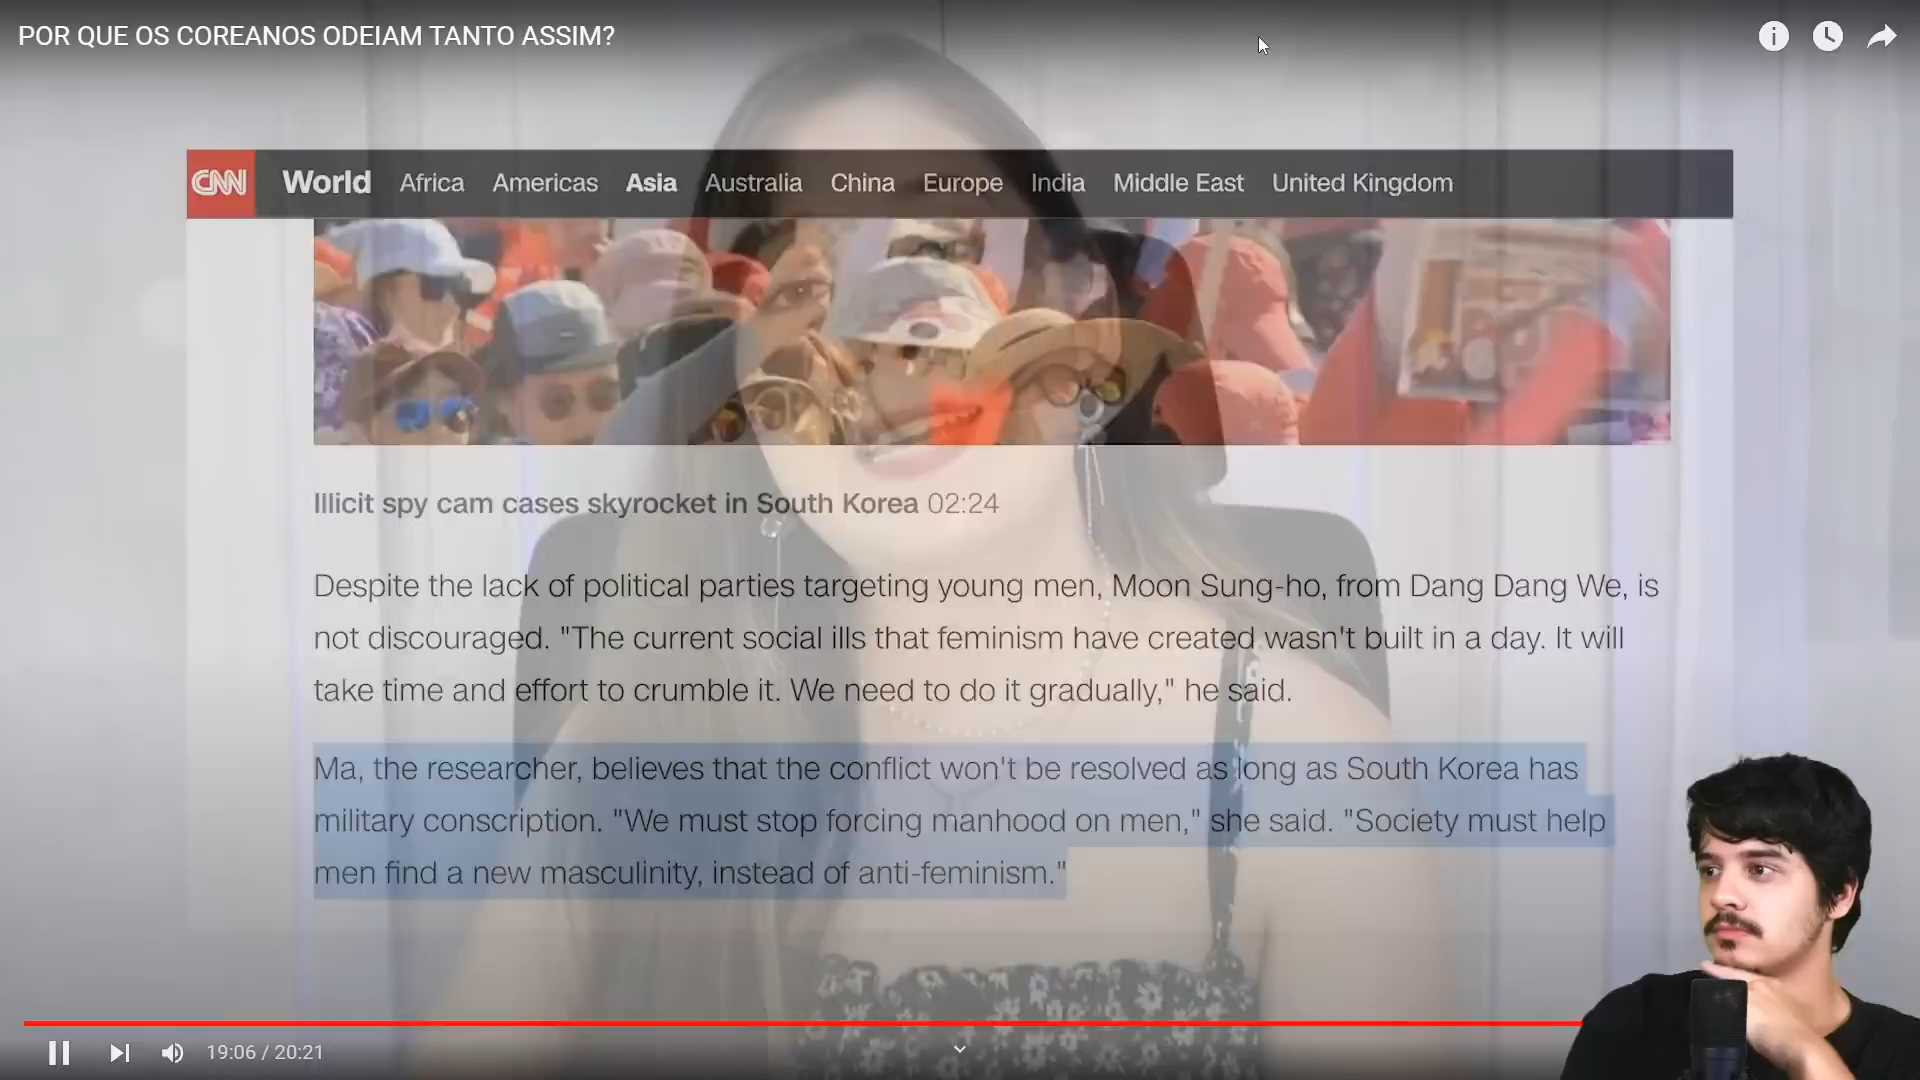 POR QUE OS COREANOS ODEIAM TANTO ASSIM?
CNN World Africa Americas Asia Australia China Europe India Middle East United Kingdom
Illicit spy cam cases skyrocket in South Korea 02:24
Despite the lack of political parties targeting young men, Moon Sung-ho, from Dang Dang We, is
not discouraged. "The current social ills that feminism have created wasn't built in a day. It will
take time and effort to crumble it. We need to do it gradually," he said.
Ma, the researcher, believes that the conflict won't be resolved as long as South Korea has
military conscription. "We must stop forcing manhood on men," she said. "Society must help
men find a new masculinity, instead of anti-feminism."
19:06 / 20:21